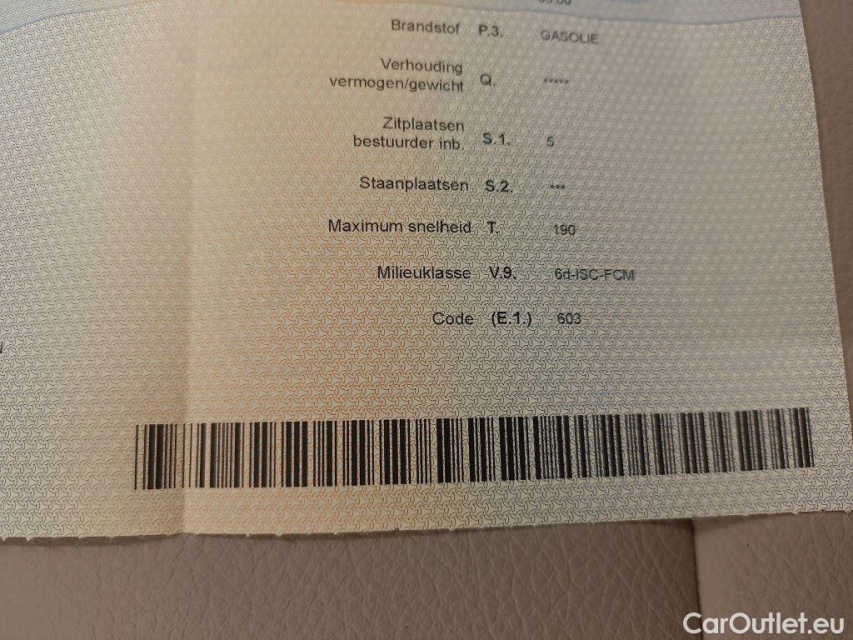 Brandstof P.3. GASOLIE
Verhouding
vermogen/gewicht Q. *****
Zitplaatsen
bestuurder inb. S.1. 5
Staanplaatsen S.2. ***
Maximum snelheid T. 190
Milieuklasse V.9. 6d-ISC-FCM
Code (E.1.) 603
CarOutlet.eu